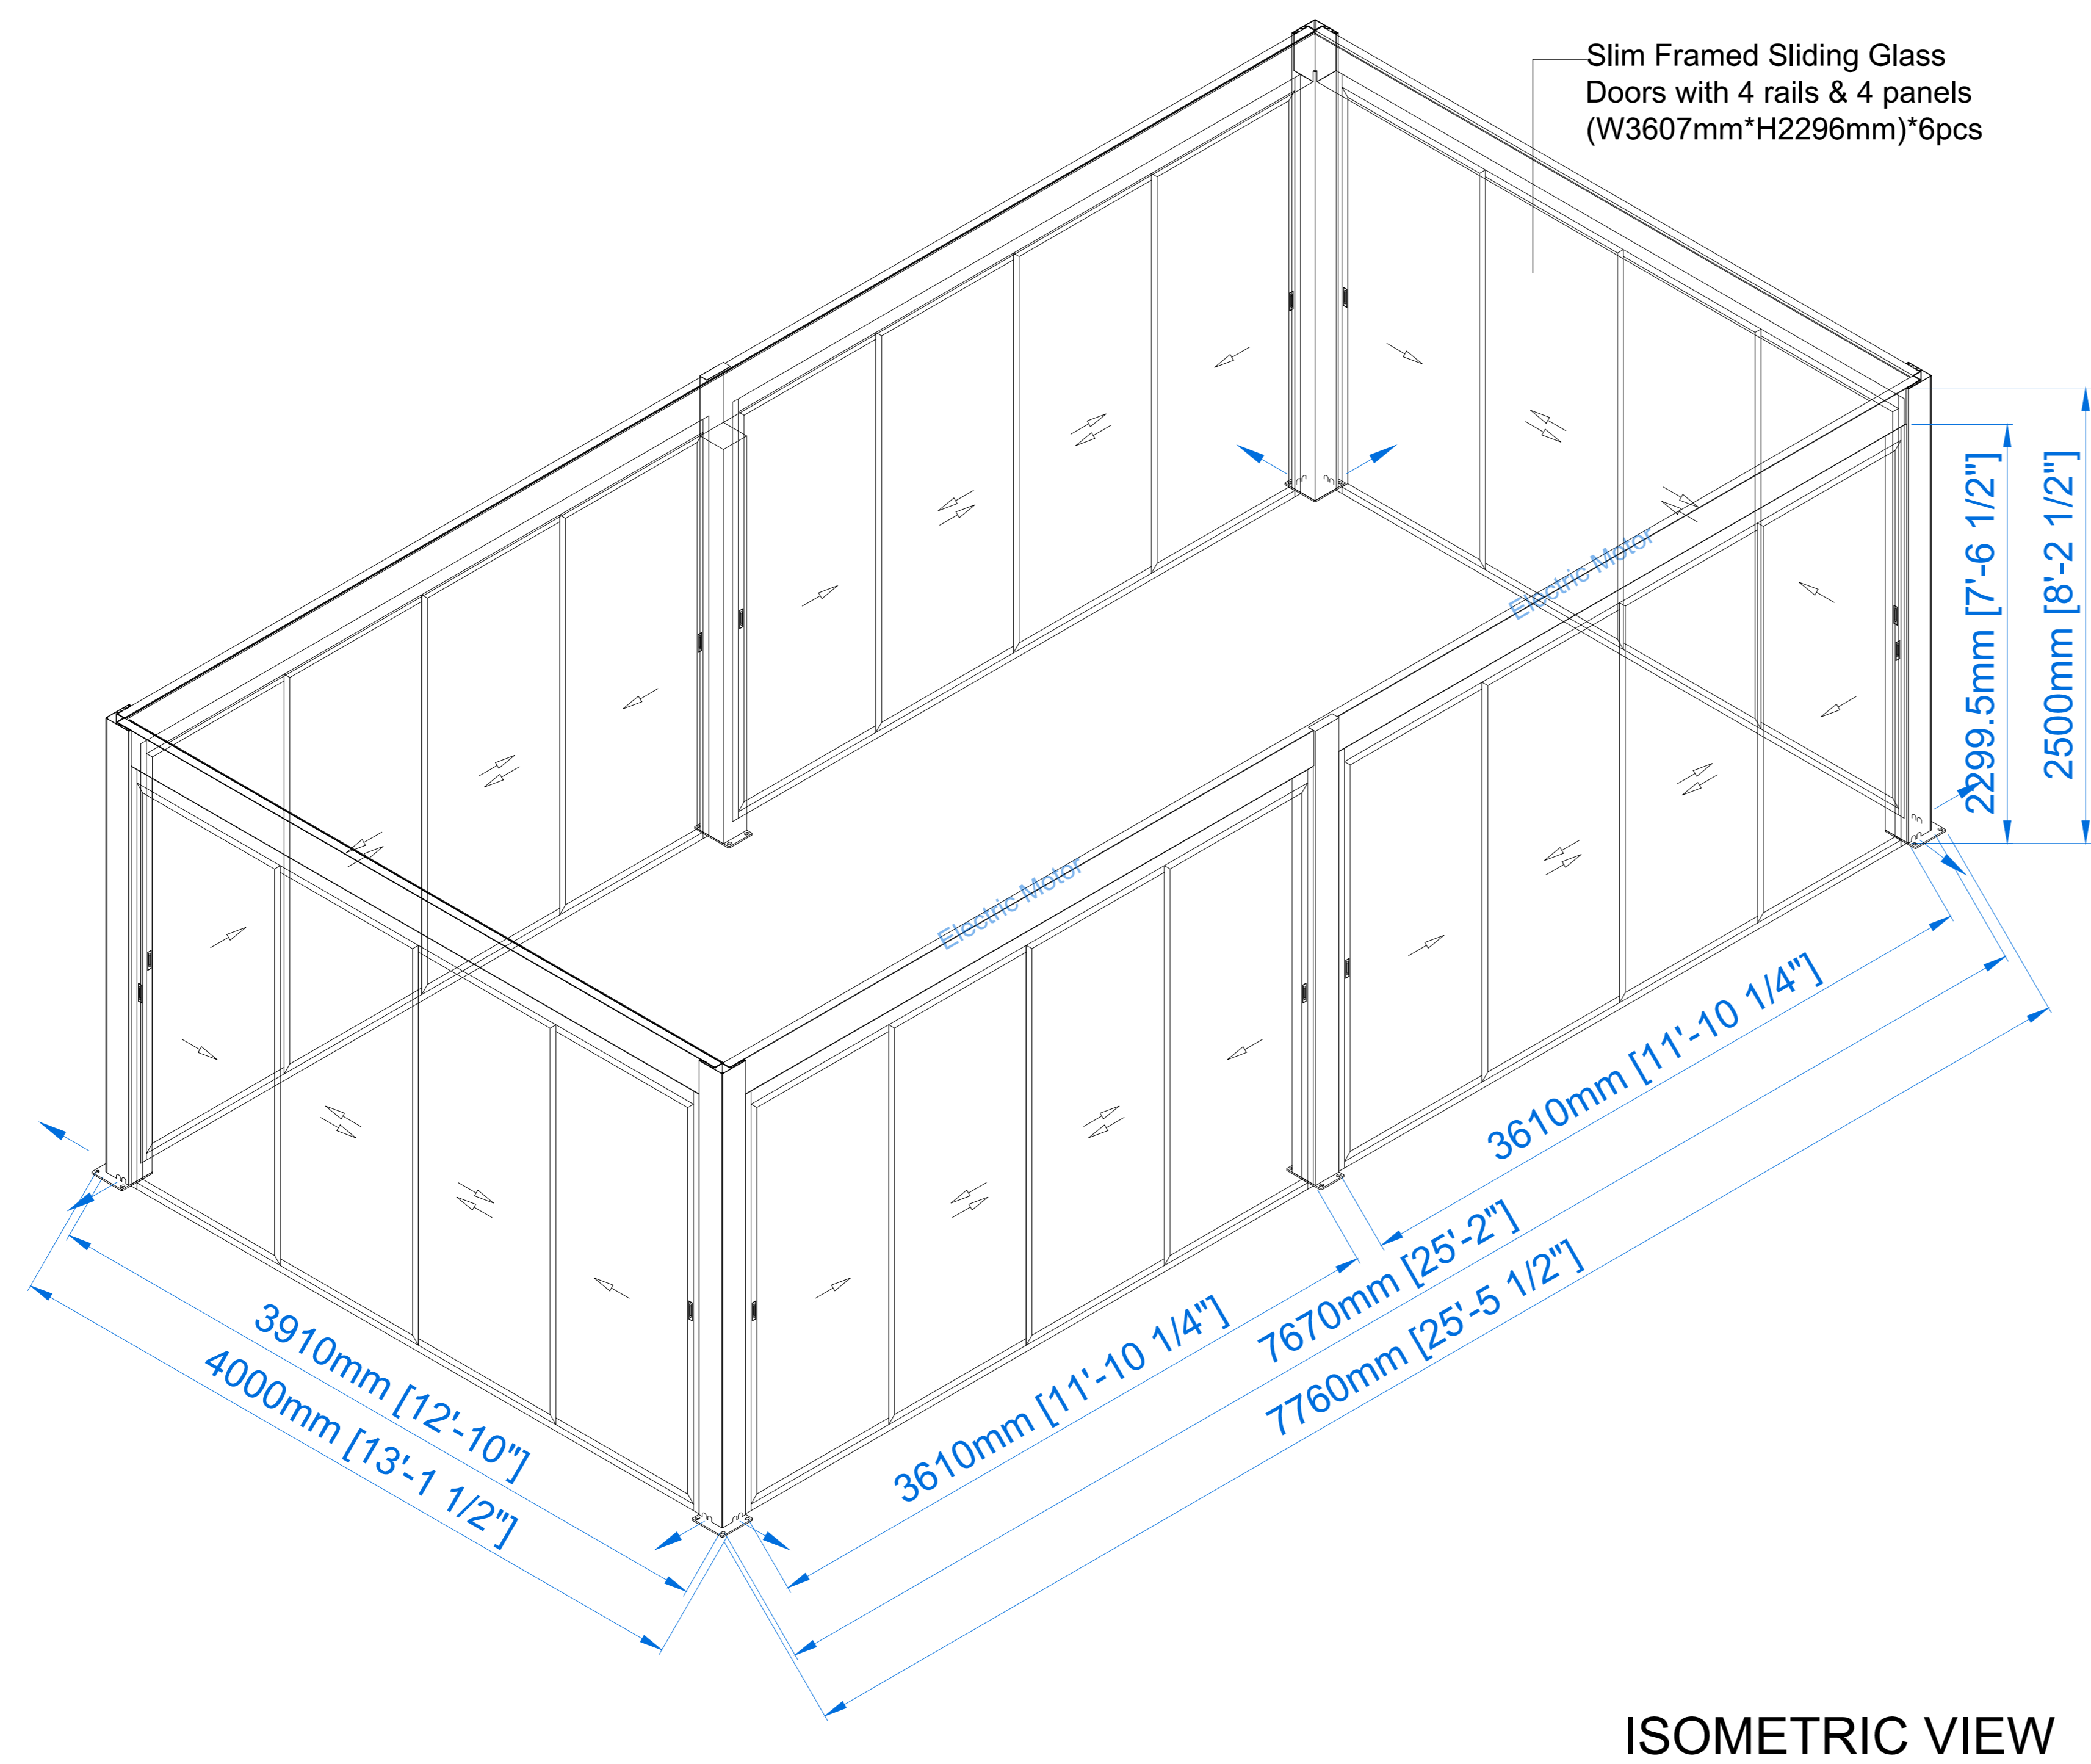 Slim Framed Sliding Glass
Doors with 4 rails & 4 panels
(W3607mm*H2296mm)*6pcs
Electric Motor
2299.5mm [7'-6 1/2"]
2500mm [8'-2 1/2"]
Electric Motor
3610mm [11'-10 1/4"]
7670mm [25'-2"]
3610mm [11'-10 1/4"]
7760mm [25'-5 1/2"]
3910mm [12'-10"]
4000mm [13'-1 1/2"]
ISOMETRIC VIEW